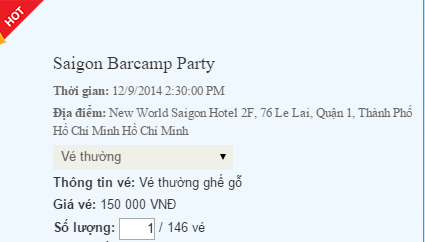 HOT
Saigon Barcamp Party
Thời gian: 12/9/2014 2:30:00 PM
Địa điểm: New World Saigon Hotel 2F, 76 Le Lai, Quận 1, Thành Phố
Hồ Chí Minh Hồ Chí Minh
Vé thường
Thông tin vé: Vé thường ghế gỗ
Giá vé: 150 000 VNĐ
Số lượng: 1 / 146 vé